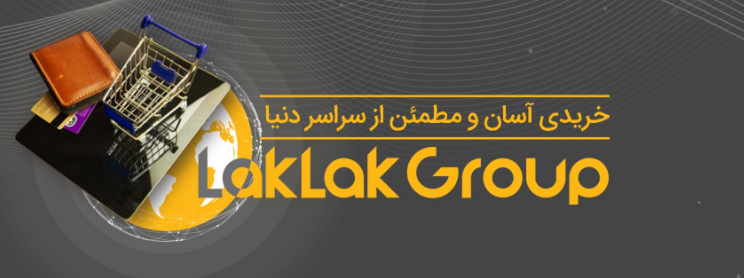 خریدی آسان و مطمئن از سراسر دنیا
LakLak Group